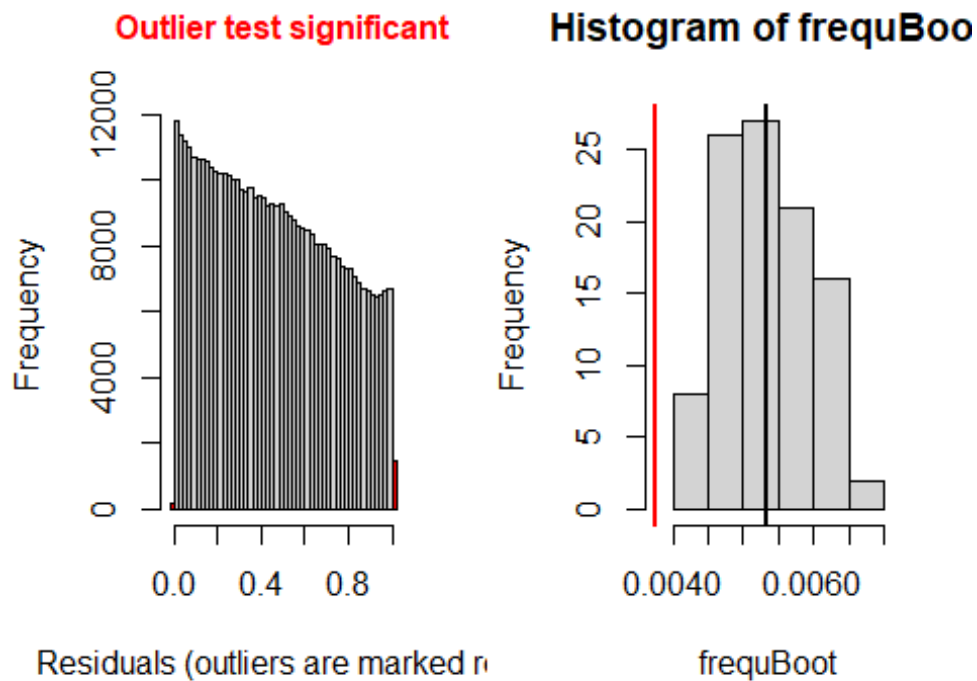 Outlier test significant
Frequency
12000
8000
4000
0
0.0 0.4 0.8
Residuals (outliers are marked re
Histogram of frequBoo
Frequency
25
20
15
10
5
0
0.0040 0.0060
frequBoot